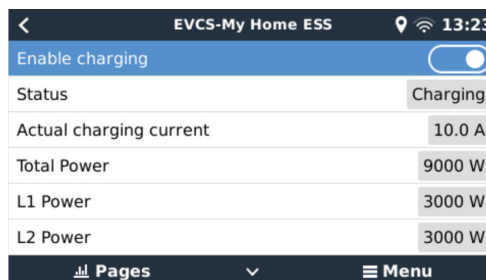 EVCS-My Home ESS 13:23
Enable charging
Status Charging
Actual charging current 10.0 A
Total Power 9000 W
L1 Power 3000 W
L2 Power 3000 W
Pages Menu